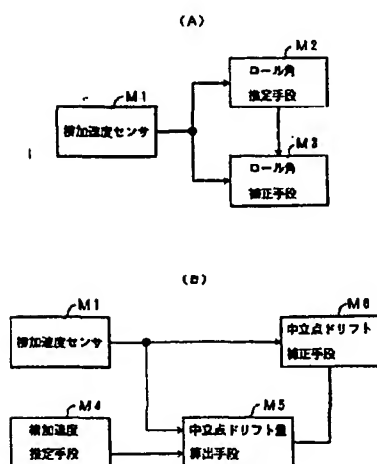 (A)
M1
横加速度センサ
M2
ロール角
推定手段
M3
ロール角
補正手段
(B)
M1
横加速度センサ
M6
中立点ドリフト
補正手段
M4
横加速度
推定手段
M5
中立点ドリフト量
算出手段